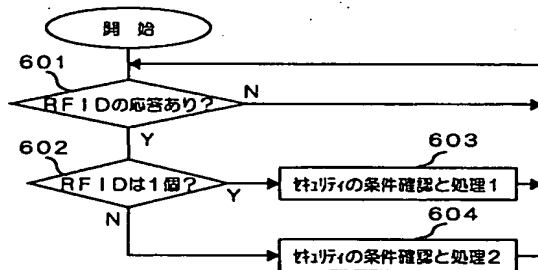 開 始
601
RFIDの応答あり?
N
Y
602
RFIDは1個?
Y
N
603
セキュリティの条件確認と処理1
604
セキュリティの条件確認と処理2